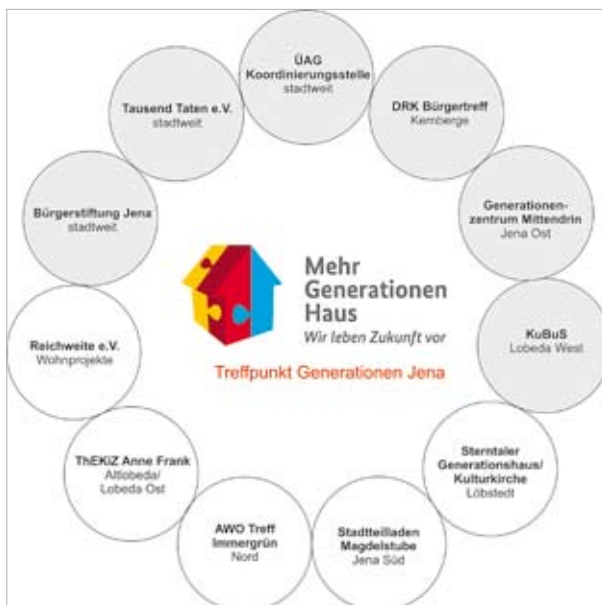 ÜAG
Koordinierungsstelle
stadtweit
DRK Bürgertreff
Kernberge
Generationen-
zentrum Mittendrin
Jena Ost
KuBuS
Lobeda West
Sterntaler
Generationshaus/
Kulturkirche
Löbstedt
Stadtteilladen
Magdelstube
Jena Süd
AWO Treff
Immergrün
Nord
ThEKiZ Anne Frank
Altlobeda/
Lobeda Ost
Reichweite e.V.
Wohnprojekte
Bürgerstiftung Jena
stadtweit
Tausend Taten e.V.
stadtweit
Mehr
Generationen
Haus
Wir leben Zukunft vor
Treffpunkt Generationen Jena